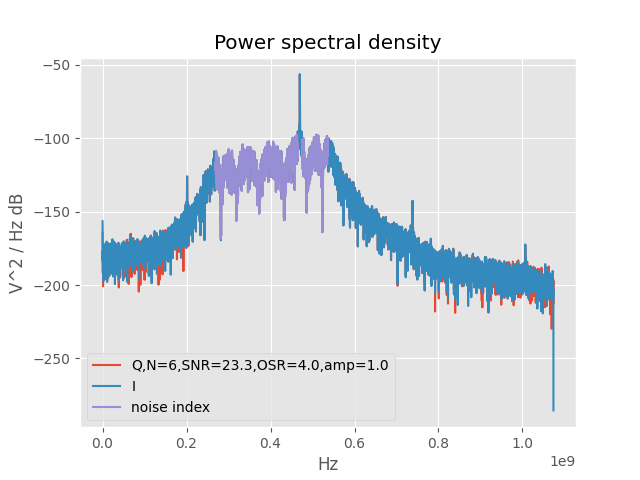 Power spectral density
V^2 / Hz dB
−50
−100
−150
−200
−250
Q,N=6,SNR=23.3,OSR=4.0,amp=1.0
I
noise index
0.0 0.2 0.4 0.6 0.8 1.0
1e9
Hz